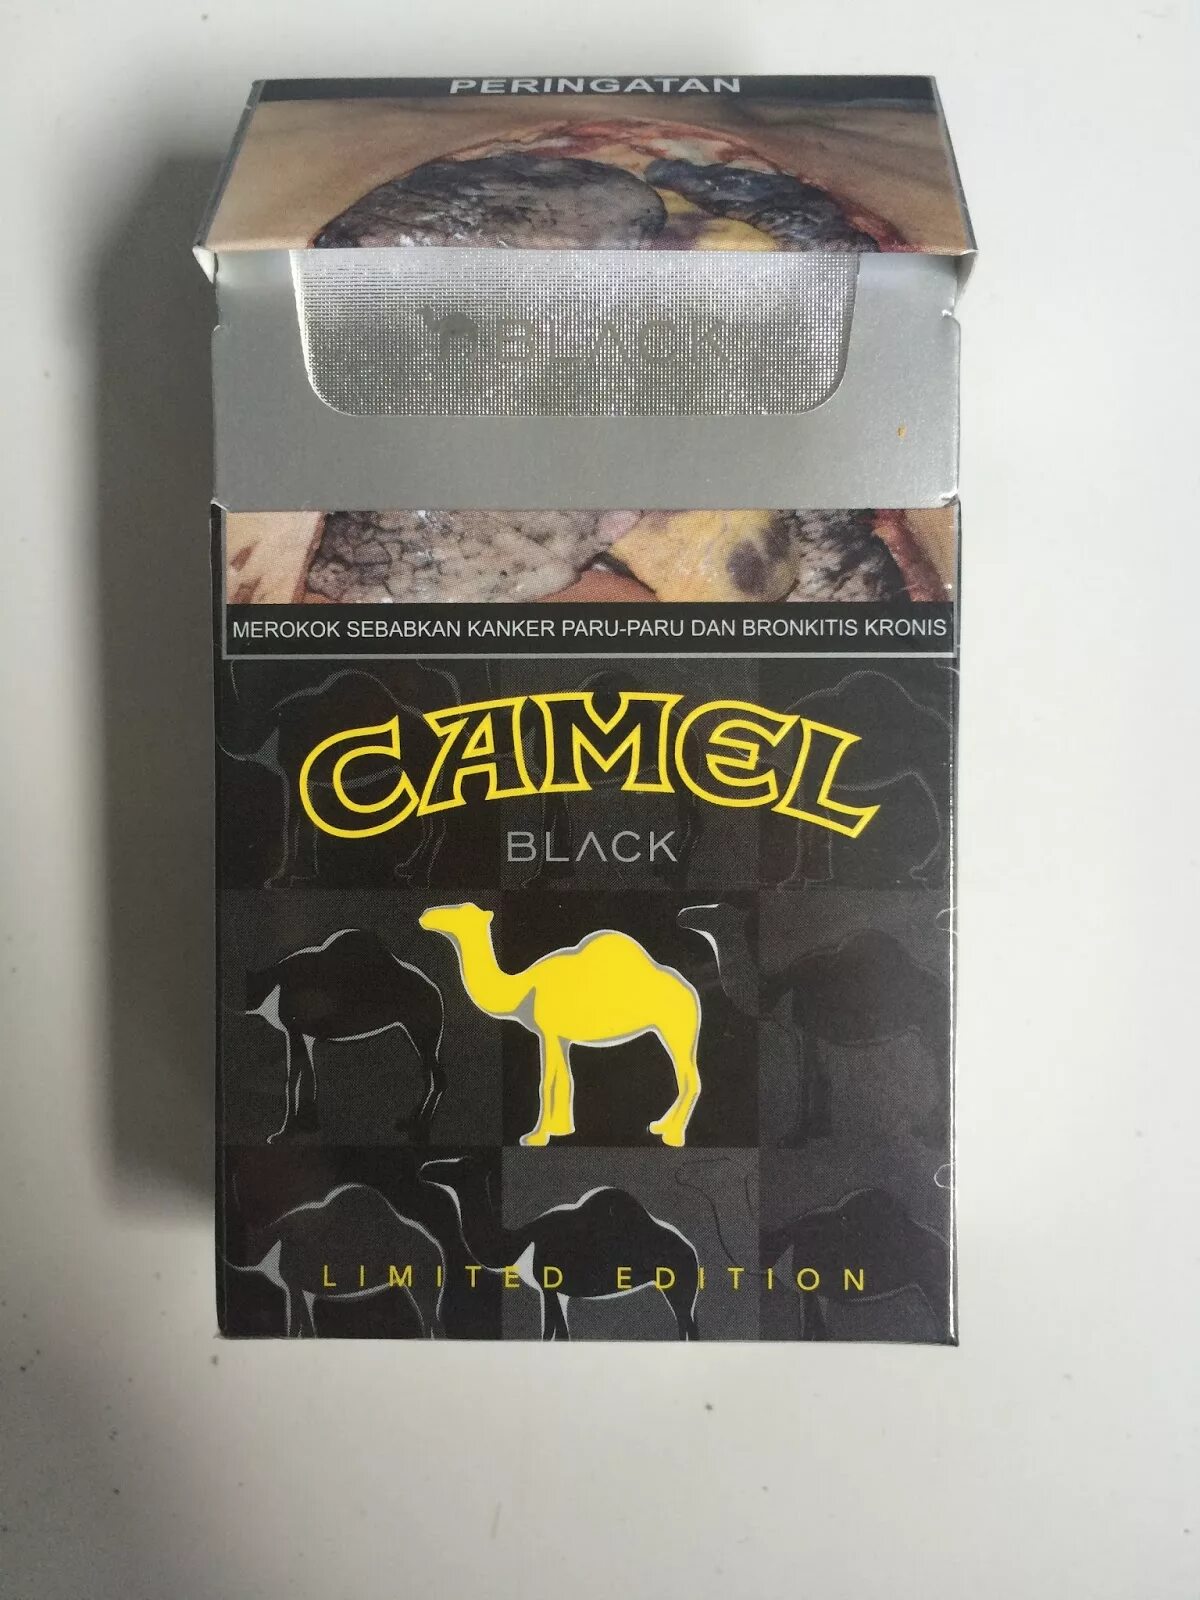 PERINGATAN
BLACK
MEROKOK SEBABKAN KANKER PARU-PARU DAN BRONKITIS KRONIS
CAMEL
BLACK
LIMITED EDITION